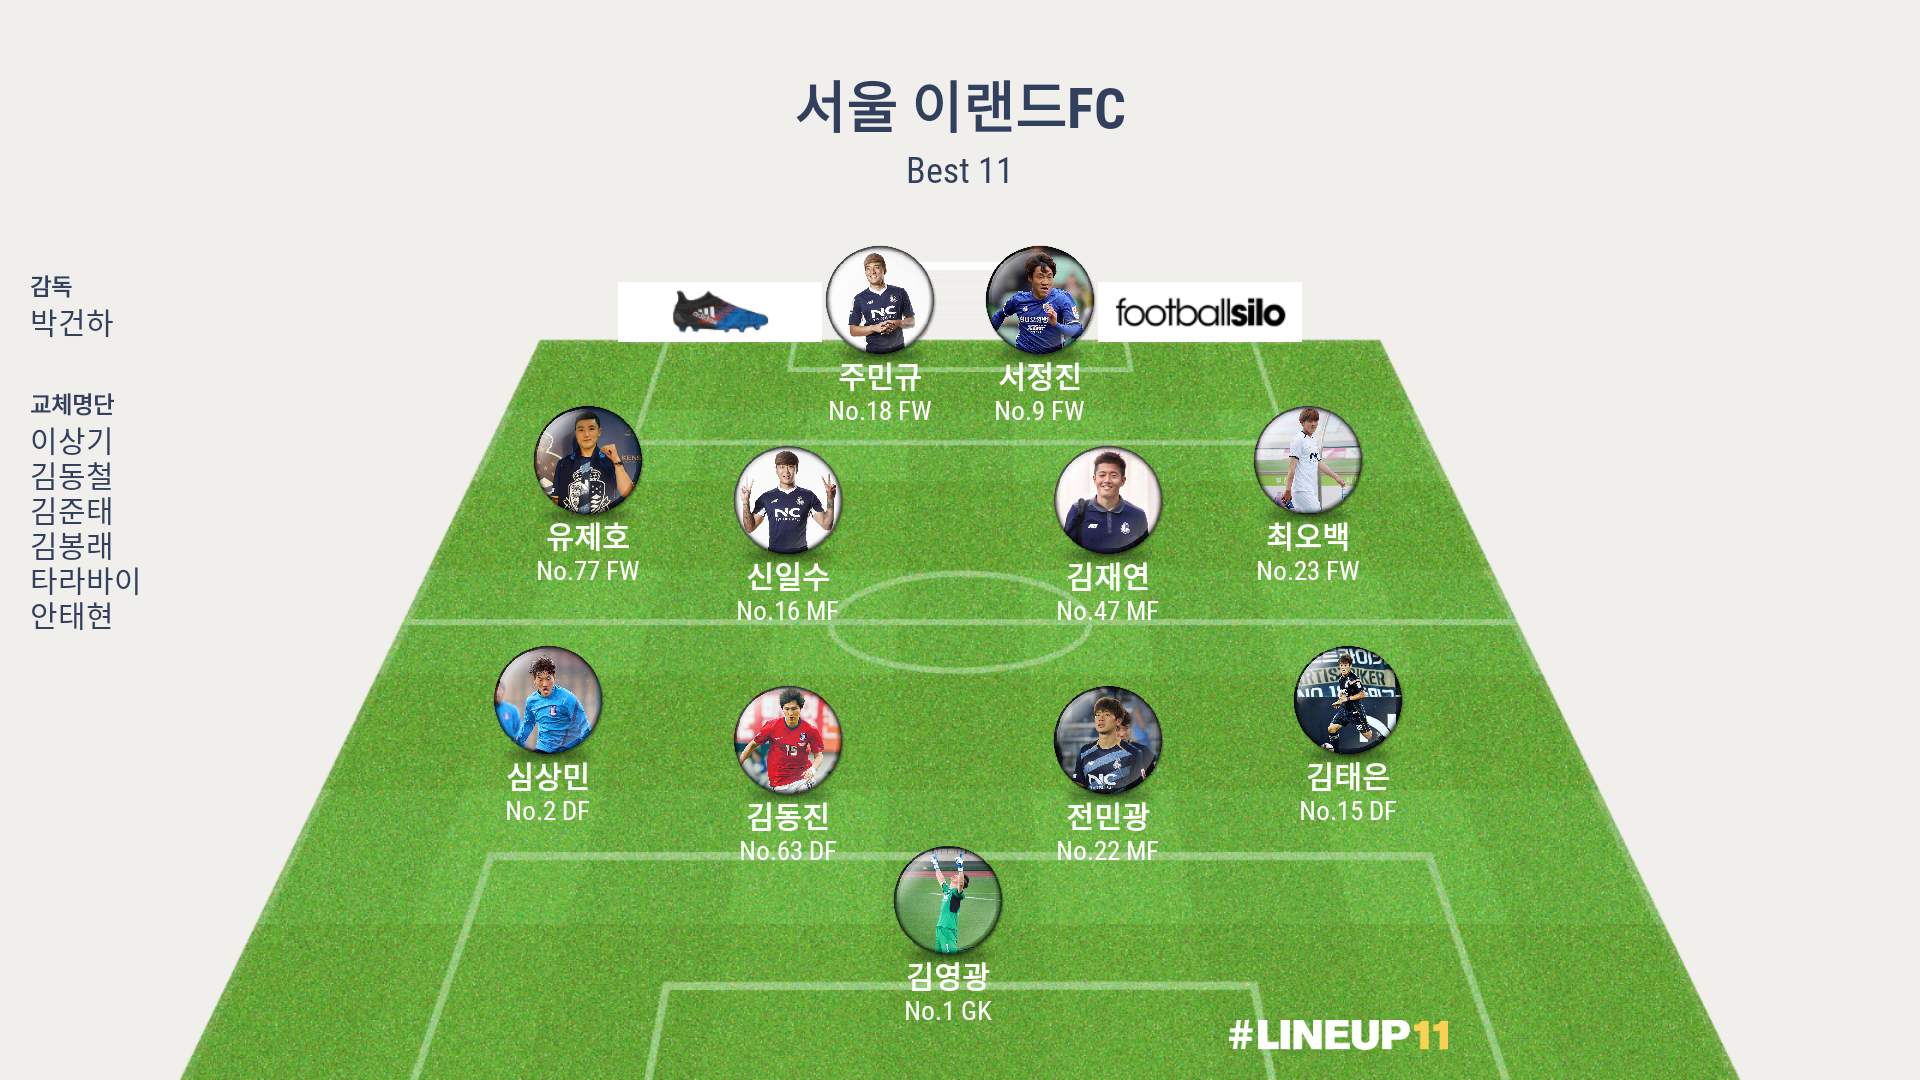 서울 이랜드FC
Best 11
감독
박건하
교체명단
이상기
김동철
김준태
김봉래
타라바이
안태현
footballsilo
주민규
No.18 FW
서정진
No.9 FW
유제호
No.77 FW
신일수
No.16 MF
김재연
No.47 MF
최오백
No.23 FW
심상민
No.2 DF
김동진
No.63 DF
전민광
No.22 MF
김태은
No.15 DF
김영광
No.1 GK
#LINEUP11